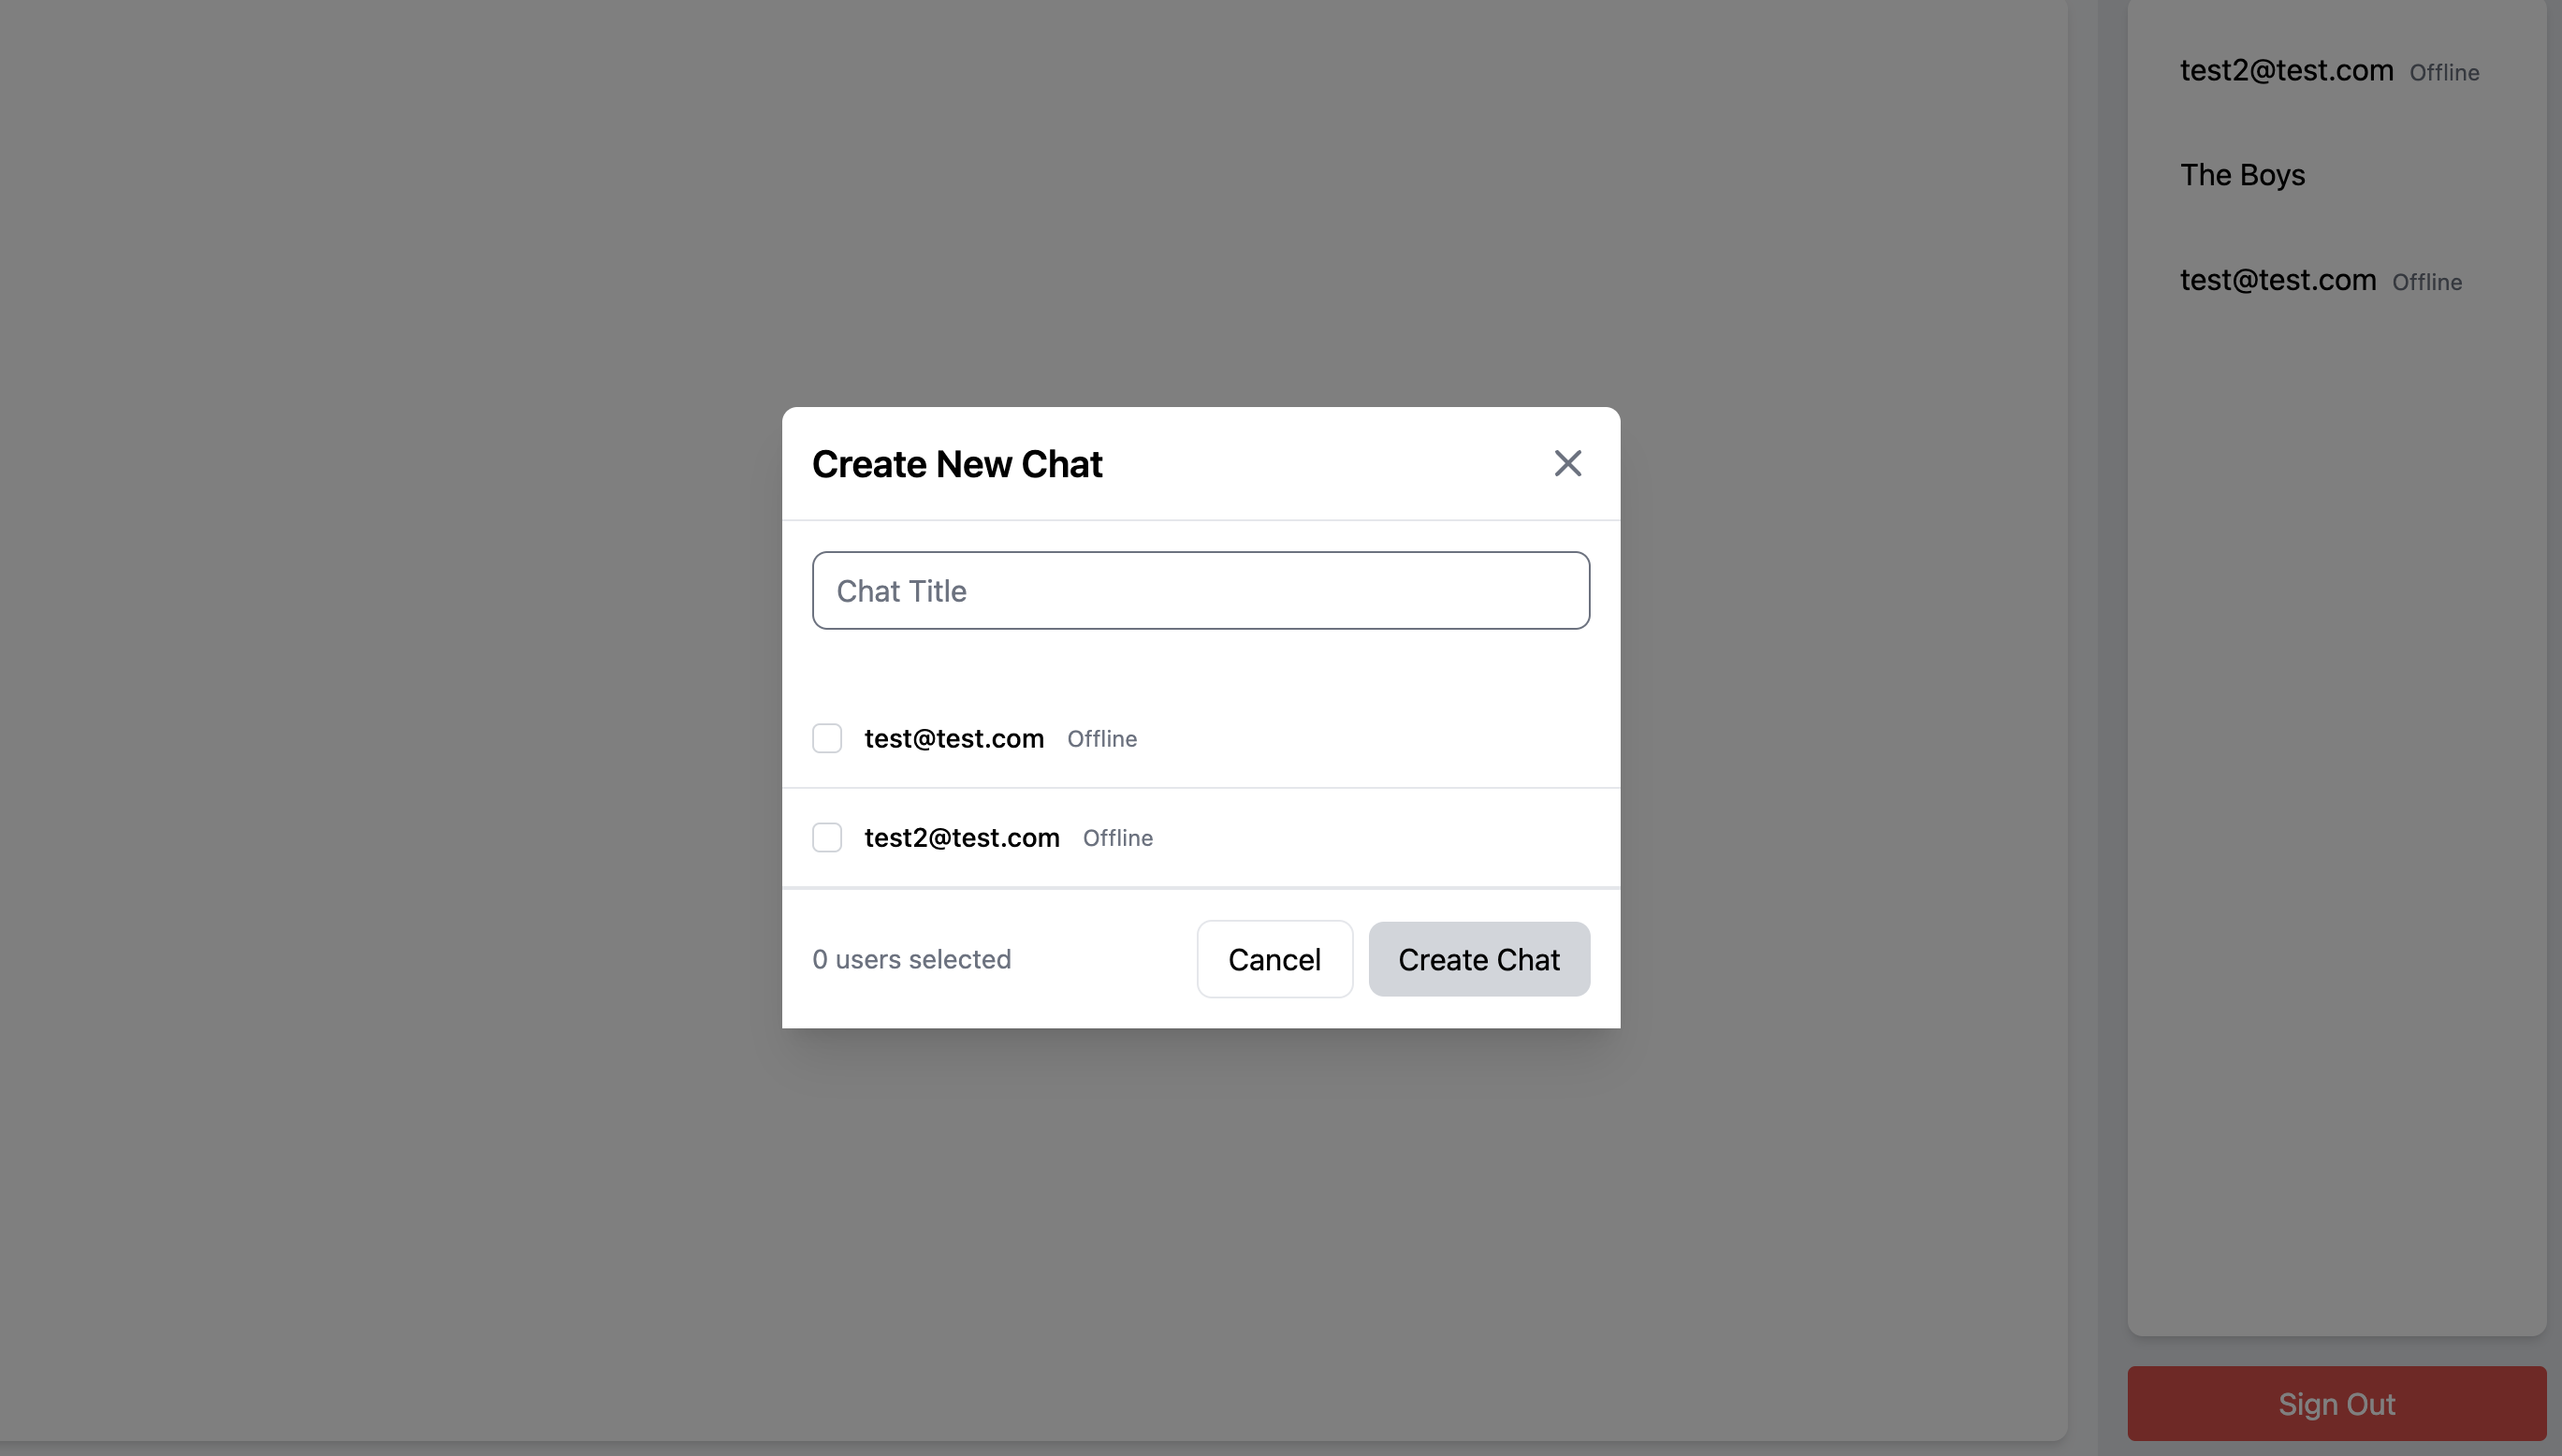 Create New Chat
Chat Title
test@test.com Offline
test2@test.com Offline
0 users selected
Cancel
Create Chat
test2@test.com Offline
The Boys
test@test.com Offline
Sign Out